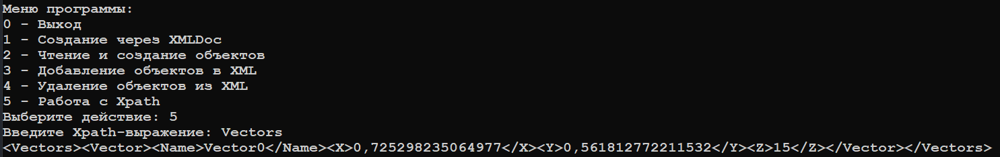 Меню программы:
0 - Выход
1 - Создание через XMLDoc
2 - Чтение и создание объектов
3 - Добавление объектов в XML
4 - Удаление объектов из XML
5 - Работа с Xpath
Выберите действие: 5
Введите Xpath-выражение: Vectors
<Vectors><Vector><Name>Vector0</Name><X>0,725298235064977</X><Y>0,561812772211532</Y><Z>15</Z></Vector></Vectors>